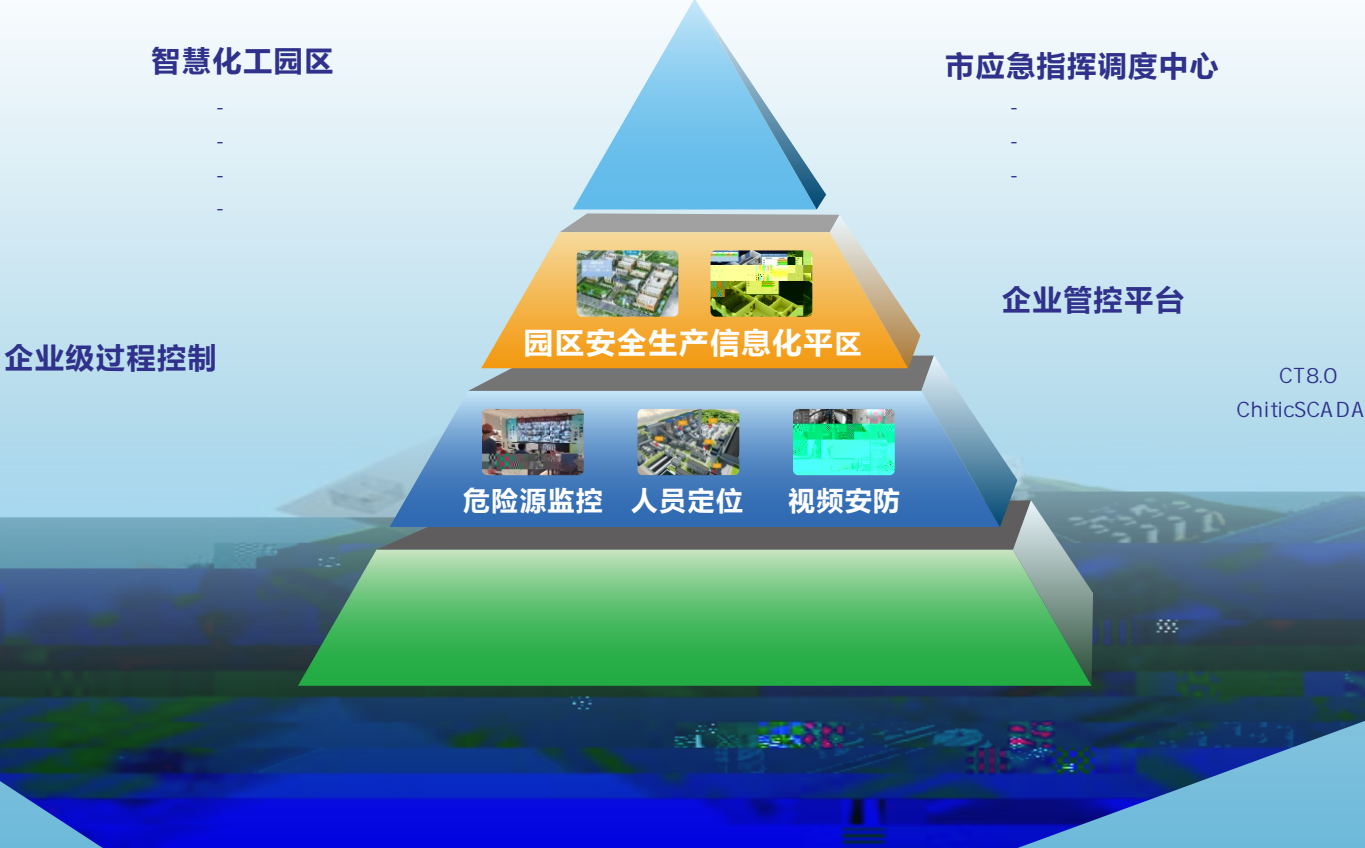 智慧化工园区
-
-
-
-
市应急指挥调度中心
-
-
-
园区安全生产信息化平区
企业管控平台
企业级过程控制
CT8.0
ChiticSCADA
危险源监控 人员定位 视频安防